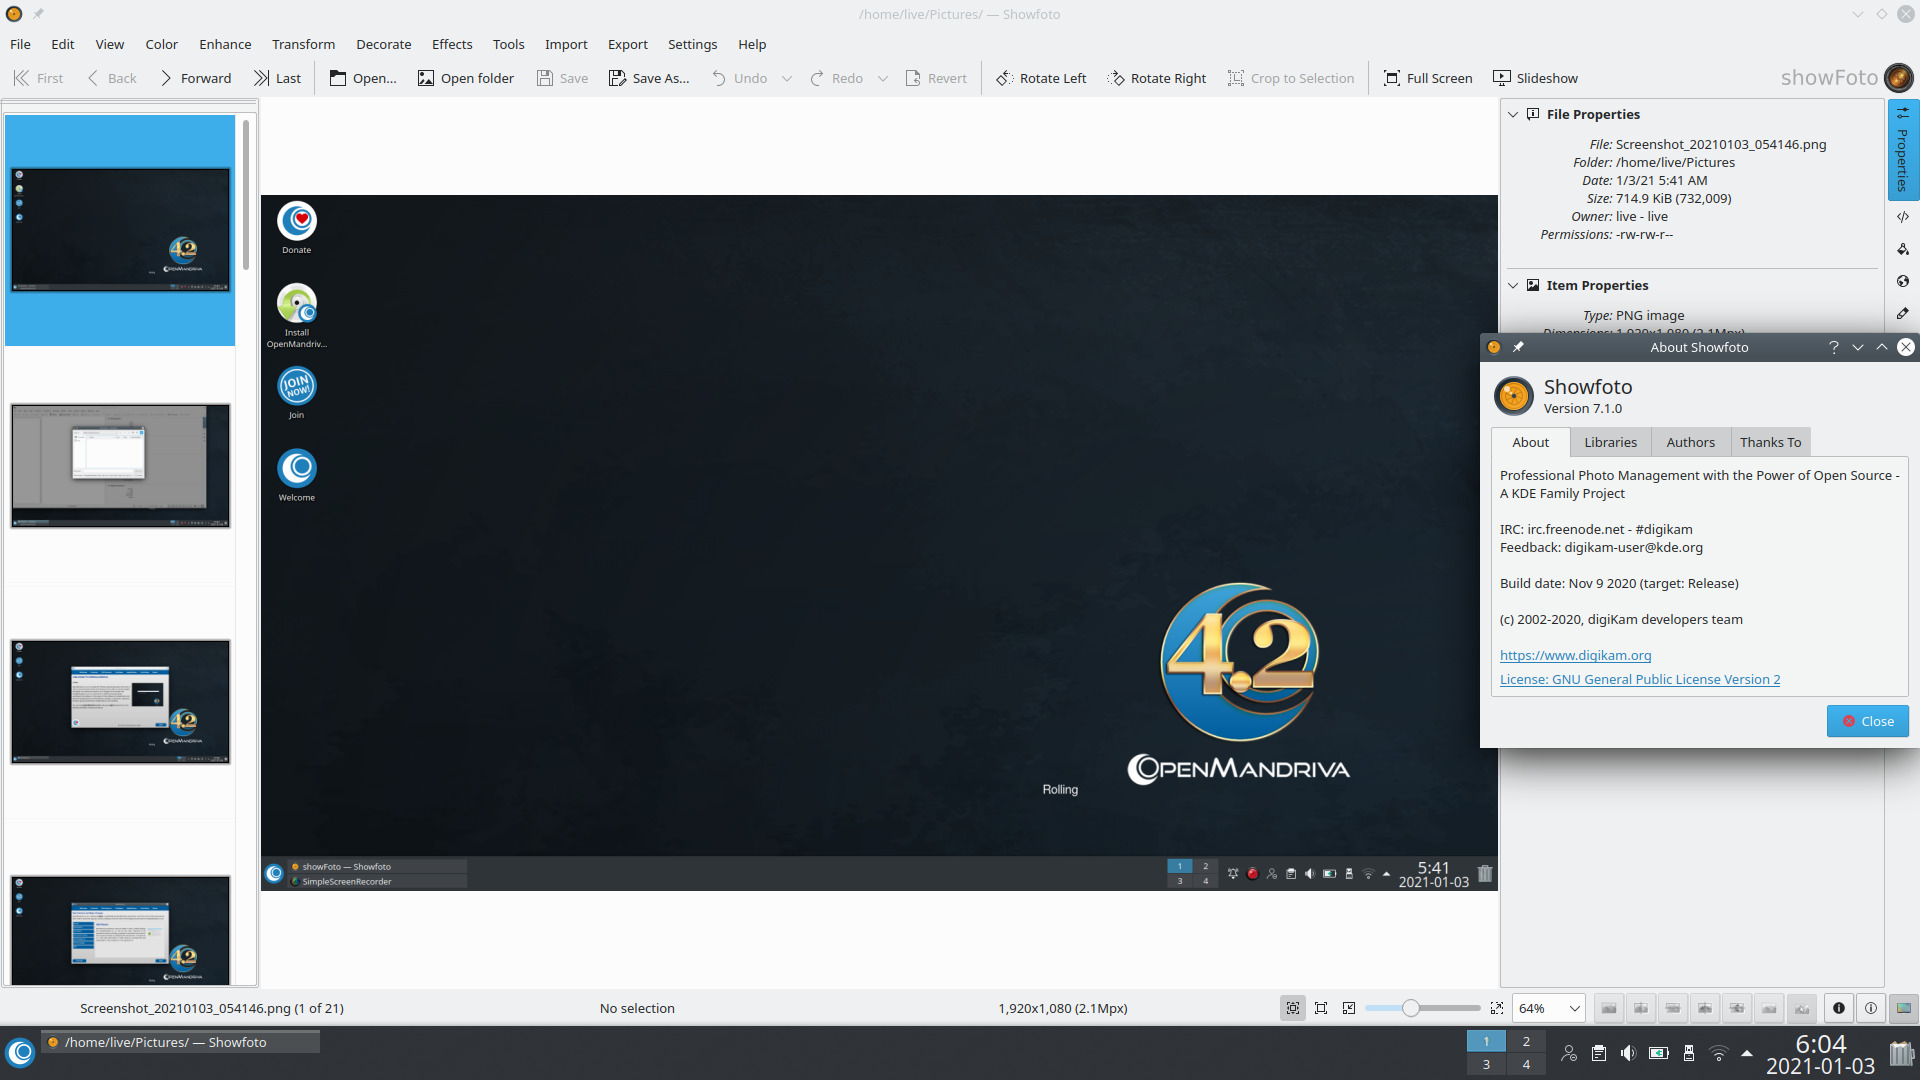 /home/live/Pictures/ — Showfoto
File Edit View Color Enhance Transform Decorate Effects Tools Import Export Settings Help
First Back Forward Last Open... Open folder Save Save As... Undo Redo Revert Rotate Left Rotate Right Crop to Selection Full Screen Slideshow showFoto
Donate
Install
OpenMandriv...
Join
JOIN NOW!
Welcome
4.2
OpenMandriva
Rolling
showFoto — Showfoto
SimpleScreenRecorder
1 2
3 4
5:41
2021-01-03
File Properties
File: Screenshot_20210103_054146.png
Folder: /home/live/Pictures
Date: 1/3/21 5:41 AM
Size: 714.9 KiB (732,009)
Owner: live - live
Permissions: -rw-rw-r--
Item Properties
Type: PNG image
Dimensions: 1,920x1,080 (2.1Mpx)
Properties
About Showfoto
Showfoto
Version 7.1.0
About Libraries Authors Thanks To
Professional Photo Management with the Power of Open Source -
A KDE Family Project
IRC: irc.freenode.net - #digikam
Feedback: digikam-user@kde.org
Build date: Nov 9 2020 (target: Release)
(c) 2002-2020, digiKam developers team
https://www.digikam.org
License: GNU General Public License Version 2
Close
Screenshot_20210103_054146.png (1 of 21) No selection 1,920x1,080 (2.1Mpx) 64%
/home/live/Pictures/ — Showfoto
1 2
3 4
6:04
2021-01-03